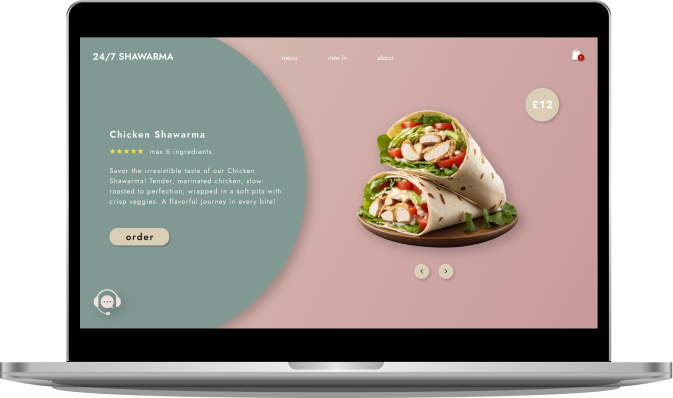 24/7 SHAWARMA
menu
new in
about
£12
Chicken Shawarma
max 6 ingredients
Savor the irresistible taste of our Chicken
Shawarma! Tender, marinated chicken, slow-
roasted to perfection, wrapped in a soft pita with
crisp veggies. A flavorful journey in every bite!
order